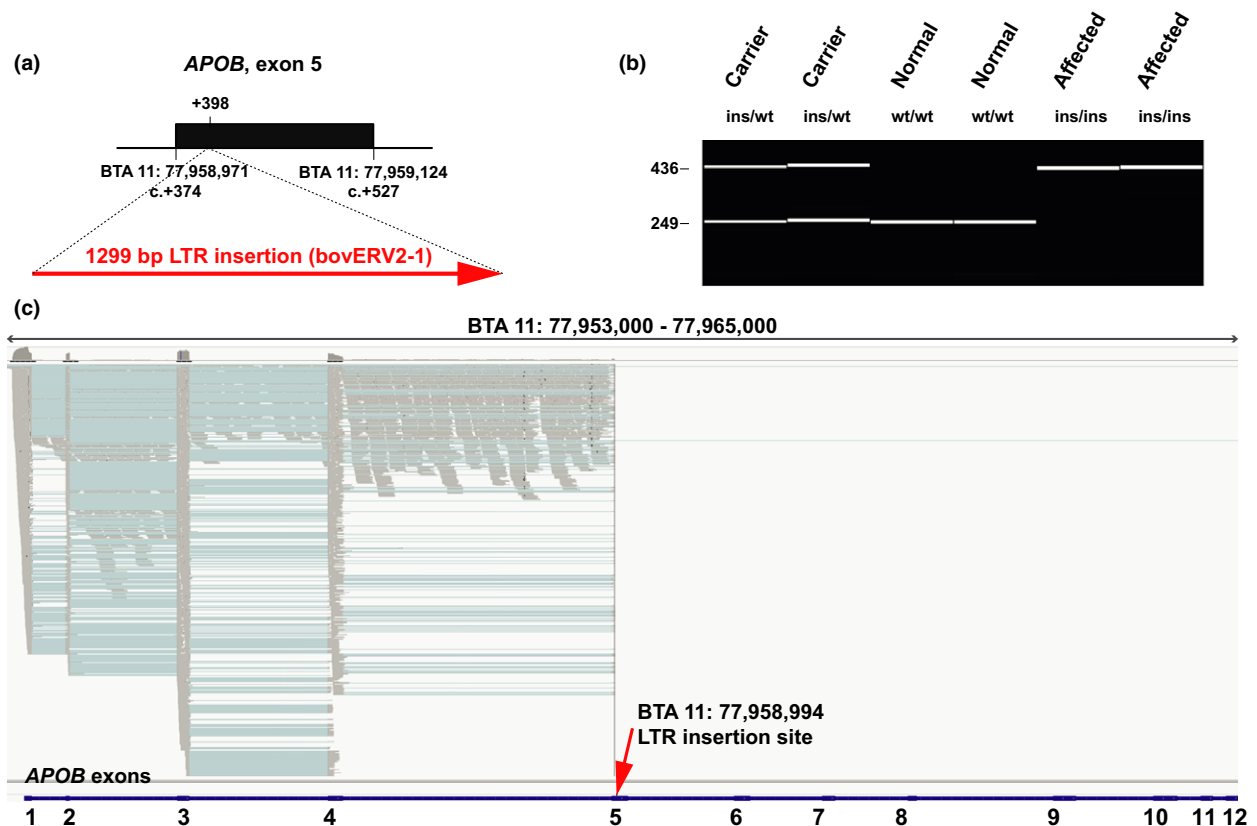 (a)
APOB, exon 5
+398
BTA 11: 77,958,971
c.+374
BTA 11: 77,959,124
c.+527
1299 bp LTR insertion (bovERV2-1)
(b)
Carrier
Carrier
Normal
Normal
Affected
Affected
ins/wt
ins/wt
wt/wt
wt/wt
ins/ins
ins/ins
436
249
(c)
BTA 11: 77,953,000 - 77,965,000
BTA 11: 77,958,994
LTR insertion site
APOB exons
1 2 3 4 5 6 7 8 9 10 11 12